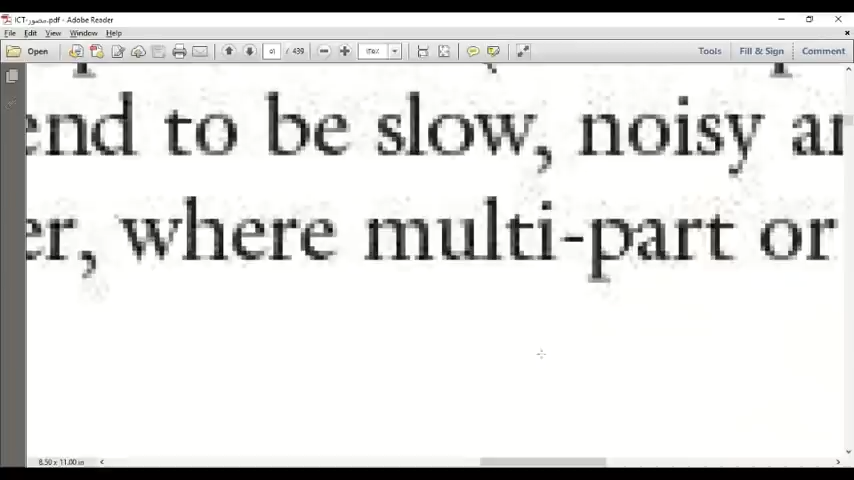 ICT-مصور.pdf - Adobe Reader
File Edit View Window Help
Open / 439 Tools Fill & Sign Comment
end to be slow, noisy an
er, where multi-part or
8.50 x 11.00 in